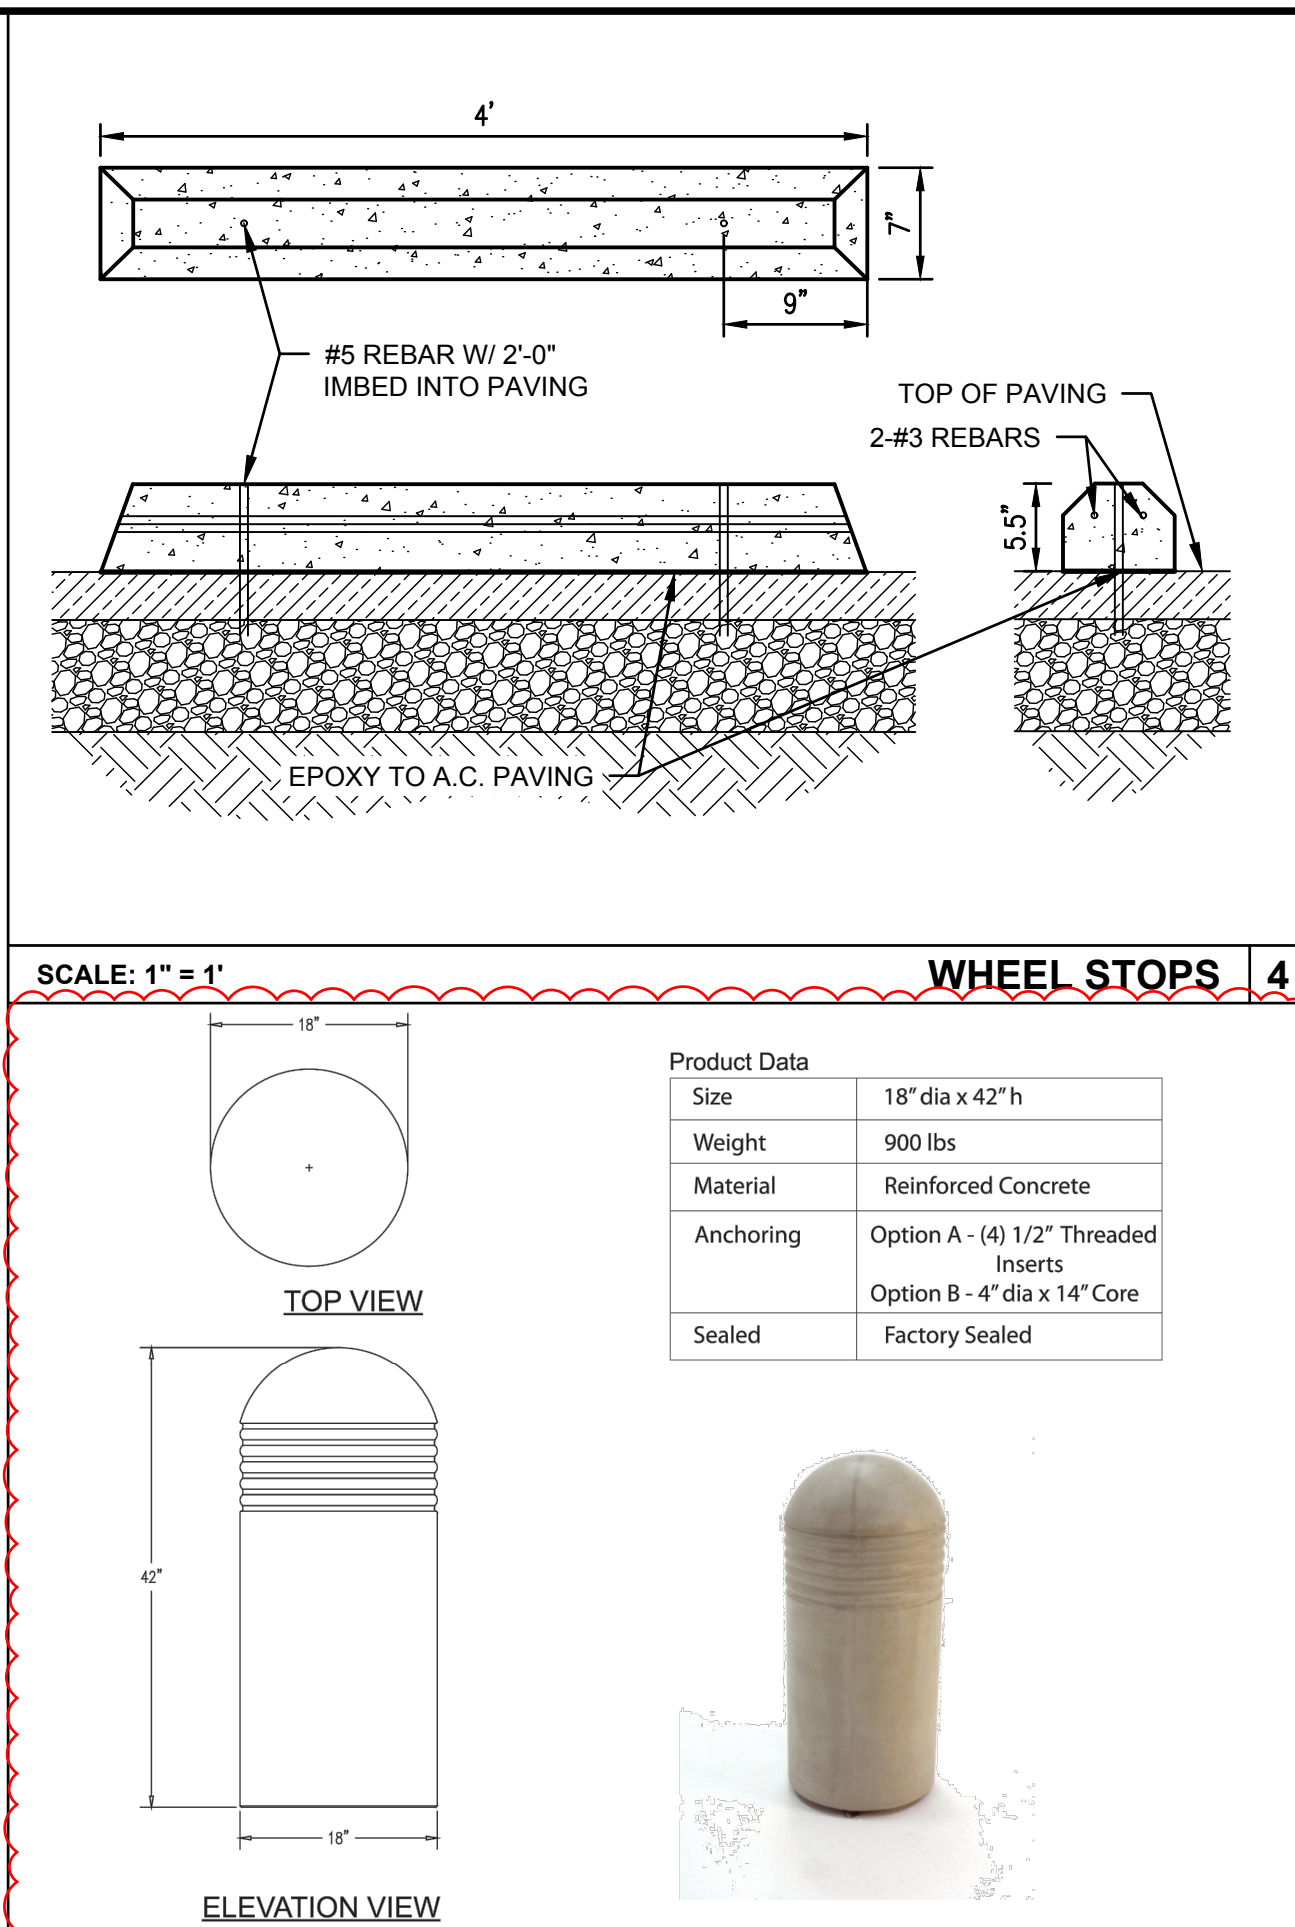 4'
7"
9"
#5 REBAR W/ 2'-0"
IMBED INTO PAVING
TOP OF PAVING
2-#3 REBARS
5.5"
EPOXY TO A.C. PAVING
SCALE: 1" = 1'
WHEEL STOPS
4
18"
TOP VIEW
Product Data
Size 18" dia x 42" h
Weight 900 lbs
Material Reinforced Concrete
Anchoring Option A - (4) 1/2" Threaded
Inserts
Option B - 4" dia x 14" Core
Sealed Factory Sealed
42"
18"
ELEVATION VIEW